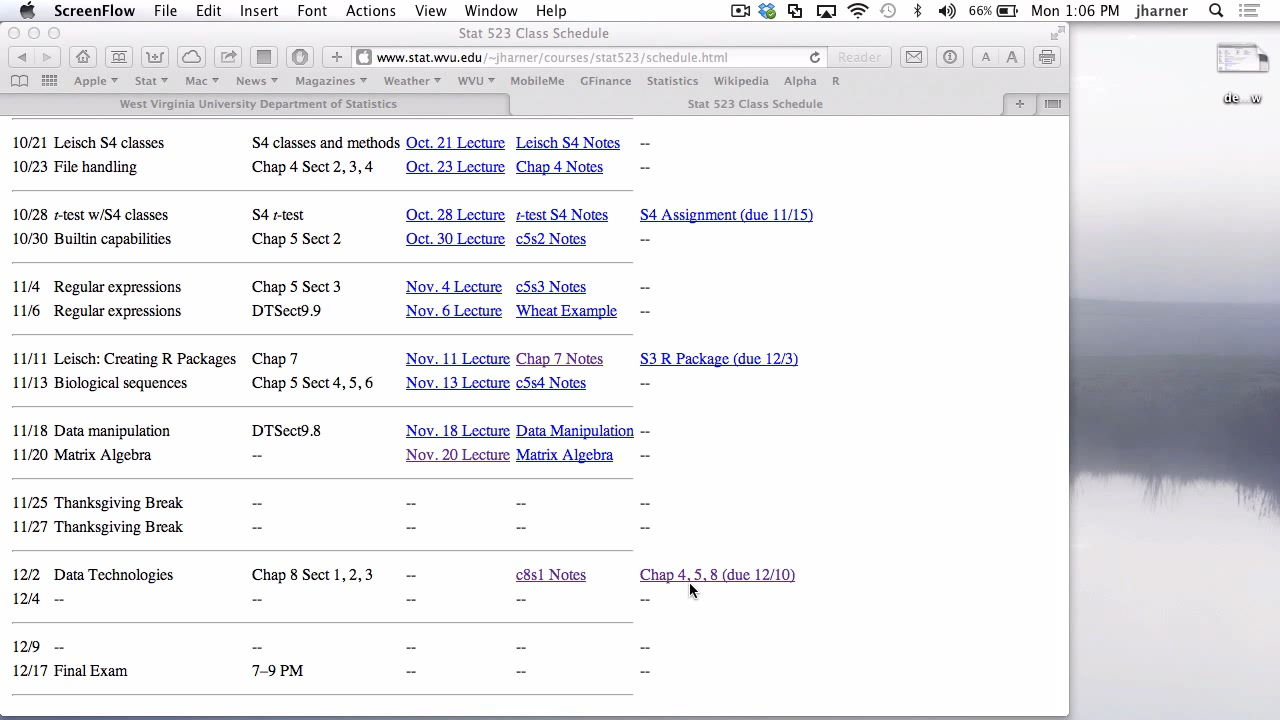 ScreenFlow File Edit Insert Font Actions View Window Help 66% Mon 1:06 PM jharner
Stat 523 Class Schedule
www.stat.wvu.edu/~jharner/courses/stat523/schedule.html Reader A A
Apple Stat Mac News Magazines Weather WVU MobileMe GFinance Statistics Wikipedia Alpha R
West Virginia University Department of Statistics Stat 523 Class Schedule
de...w
10/21 Leisch S4 classes S4 classes and methods Oct. 21 Lecture Leisch S4 Notes --
10/23 File handling Chap 4 Sect 2, 3, 4 Oct. 23 Lecture Chap 4 Notes --
10/28 t-test w/S4 classes S4 t-test Oct. 28 Lecture t-test S4 Notes S4 Assignment (due 11/15)
10/30 Builtin capabilities Chap 5 Sect 2 Oct. 30 Lecture c5s2 Notes --
11/4 Regular expressions Chap 5 Sect 3 Nov. 4 Lecture c5s3 Notes --
11/6 Regular expressions DTSect9.9 Nov. 6 Lecture Wheat Example --
11/11 Leisch: Creating R Packages Chap 7 Nov. 11 Lecture Chap 7 Notes S3 R Package (due 12/3)
11/13 Biological sequences Chap 5 Sect 4, 5, 6 Nov. 13 Lecture c5s4 Notes --
11/18 Data manipulation DTSect9.8 Nov. 18 Lecture Data Manipulation --
11/20 Matrix Algebra -- Nov. 20 Lecture Matrix Algebra --
11/25 Thanksgiving Break -- -- -- --
11/27 Thanksgiving Break -- -- -- --
12/2 Data Technologies Chap 8 Sect 1, 2, 3 -- c8s1 Notes Chap 4, 5, 8 (due 12/10)
12/4 -- -- -- -- --
12/9 -- -- -- -- --
12/17 Final Exam 7–9 PM -- -- --